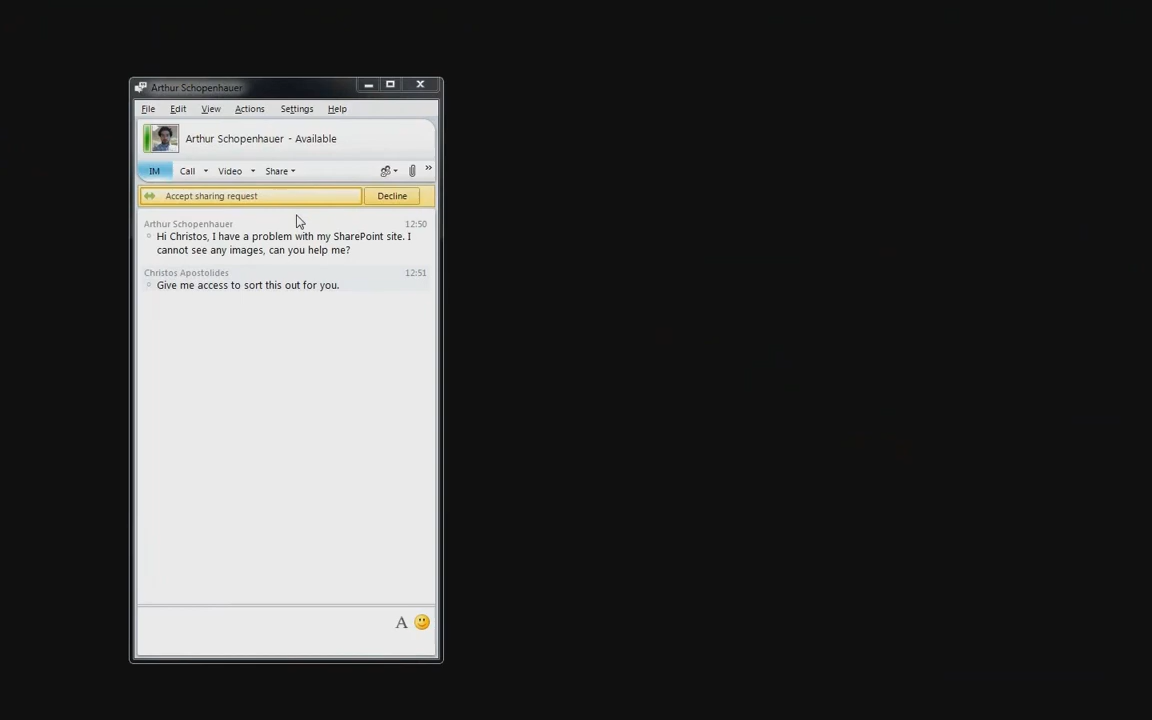 Arthur Schopenhauer
File Edit View Actions Settings Help
Arthur Schopenhauer - Available
IM Call Video Share
Accept sharing request Decline
Arthur Schopenhauer 12:50
Hi Christos, I have a problem with my SharePoint site. I
cannot see any images, can you help me?
Christos Apostolides 12:51
Give me access to sort this out for you.
A